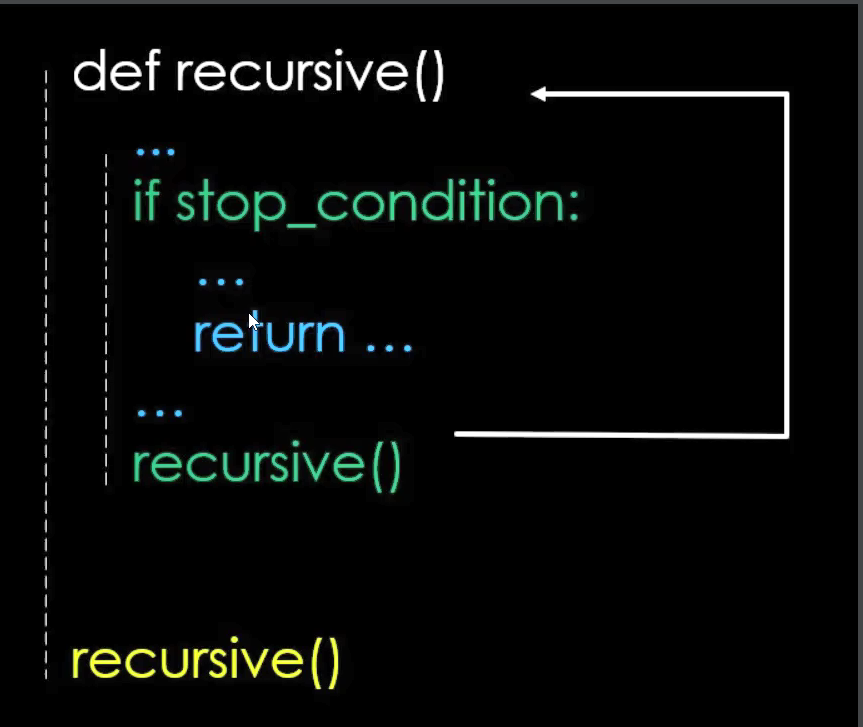 def recursive()
...
if stop_condition:
...
return ...
...
recursive()
recursive()